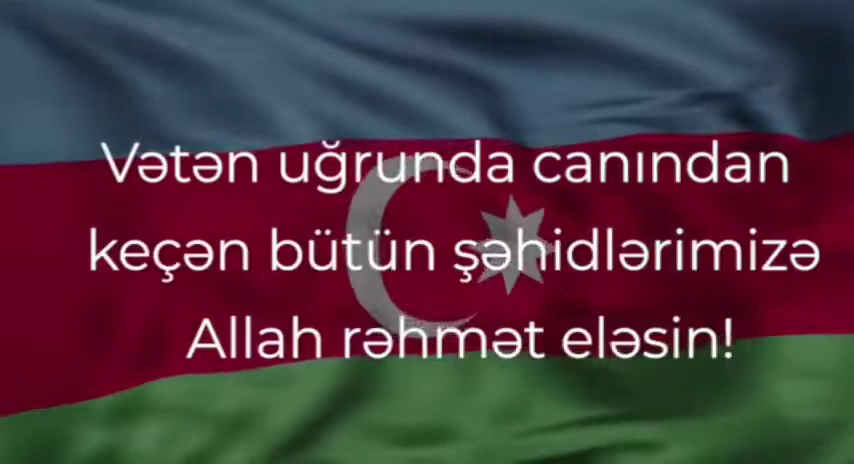 Vətən uğrunda canından
keçən bütün şəhidlərimizə
Allah rəhmət eləsin!